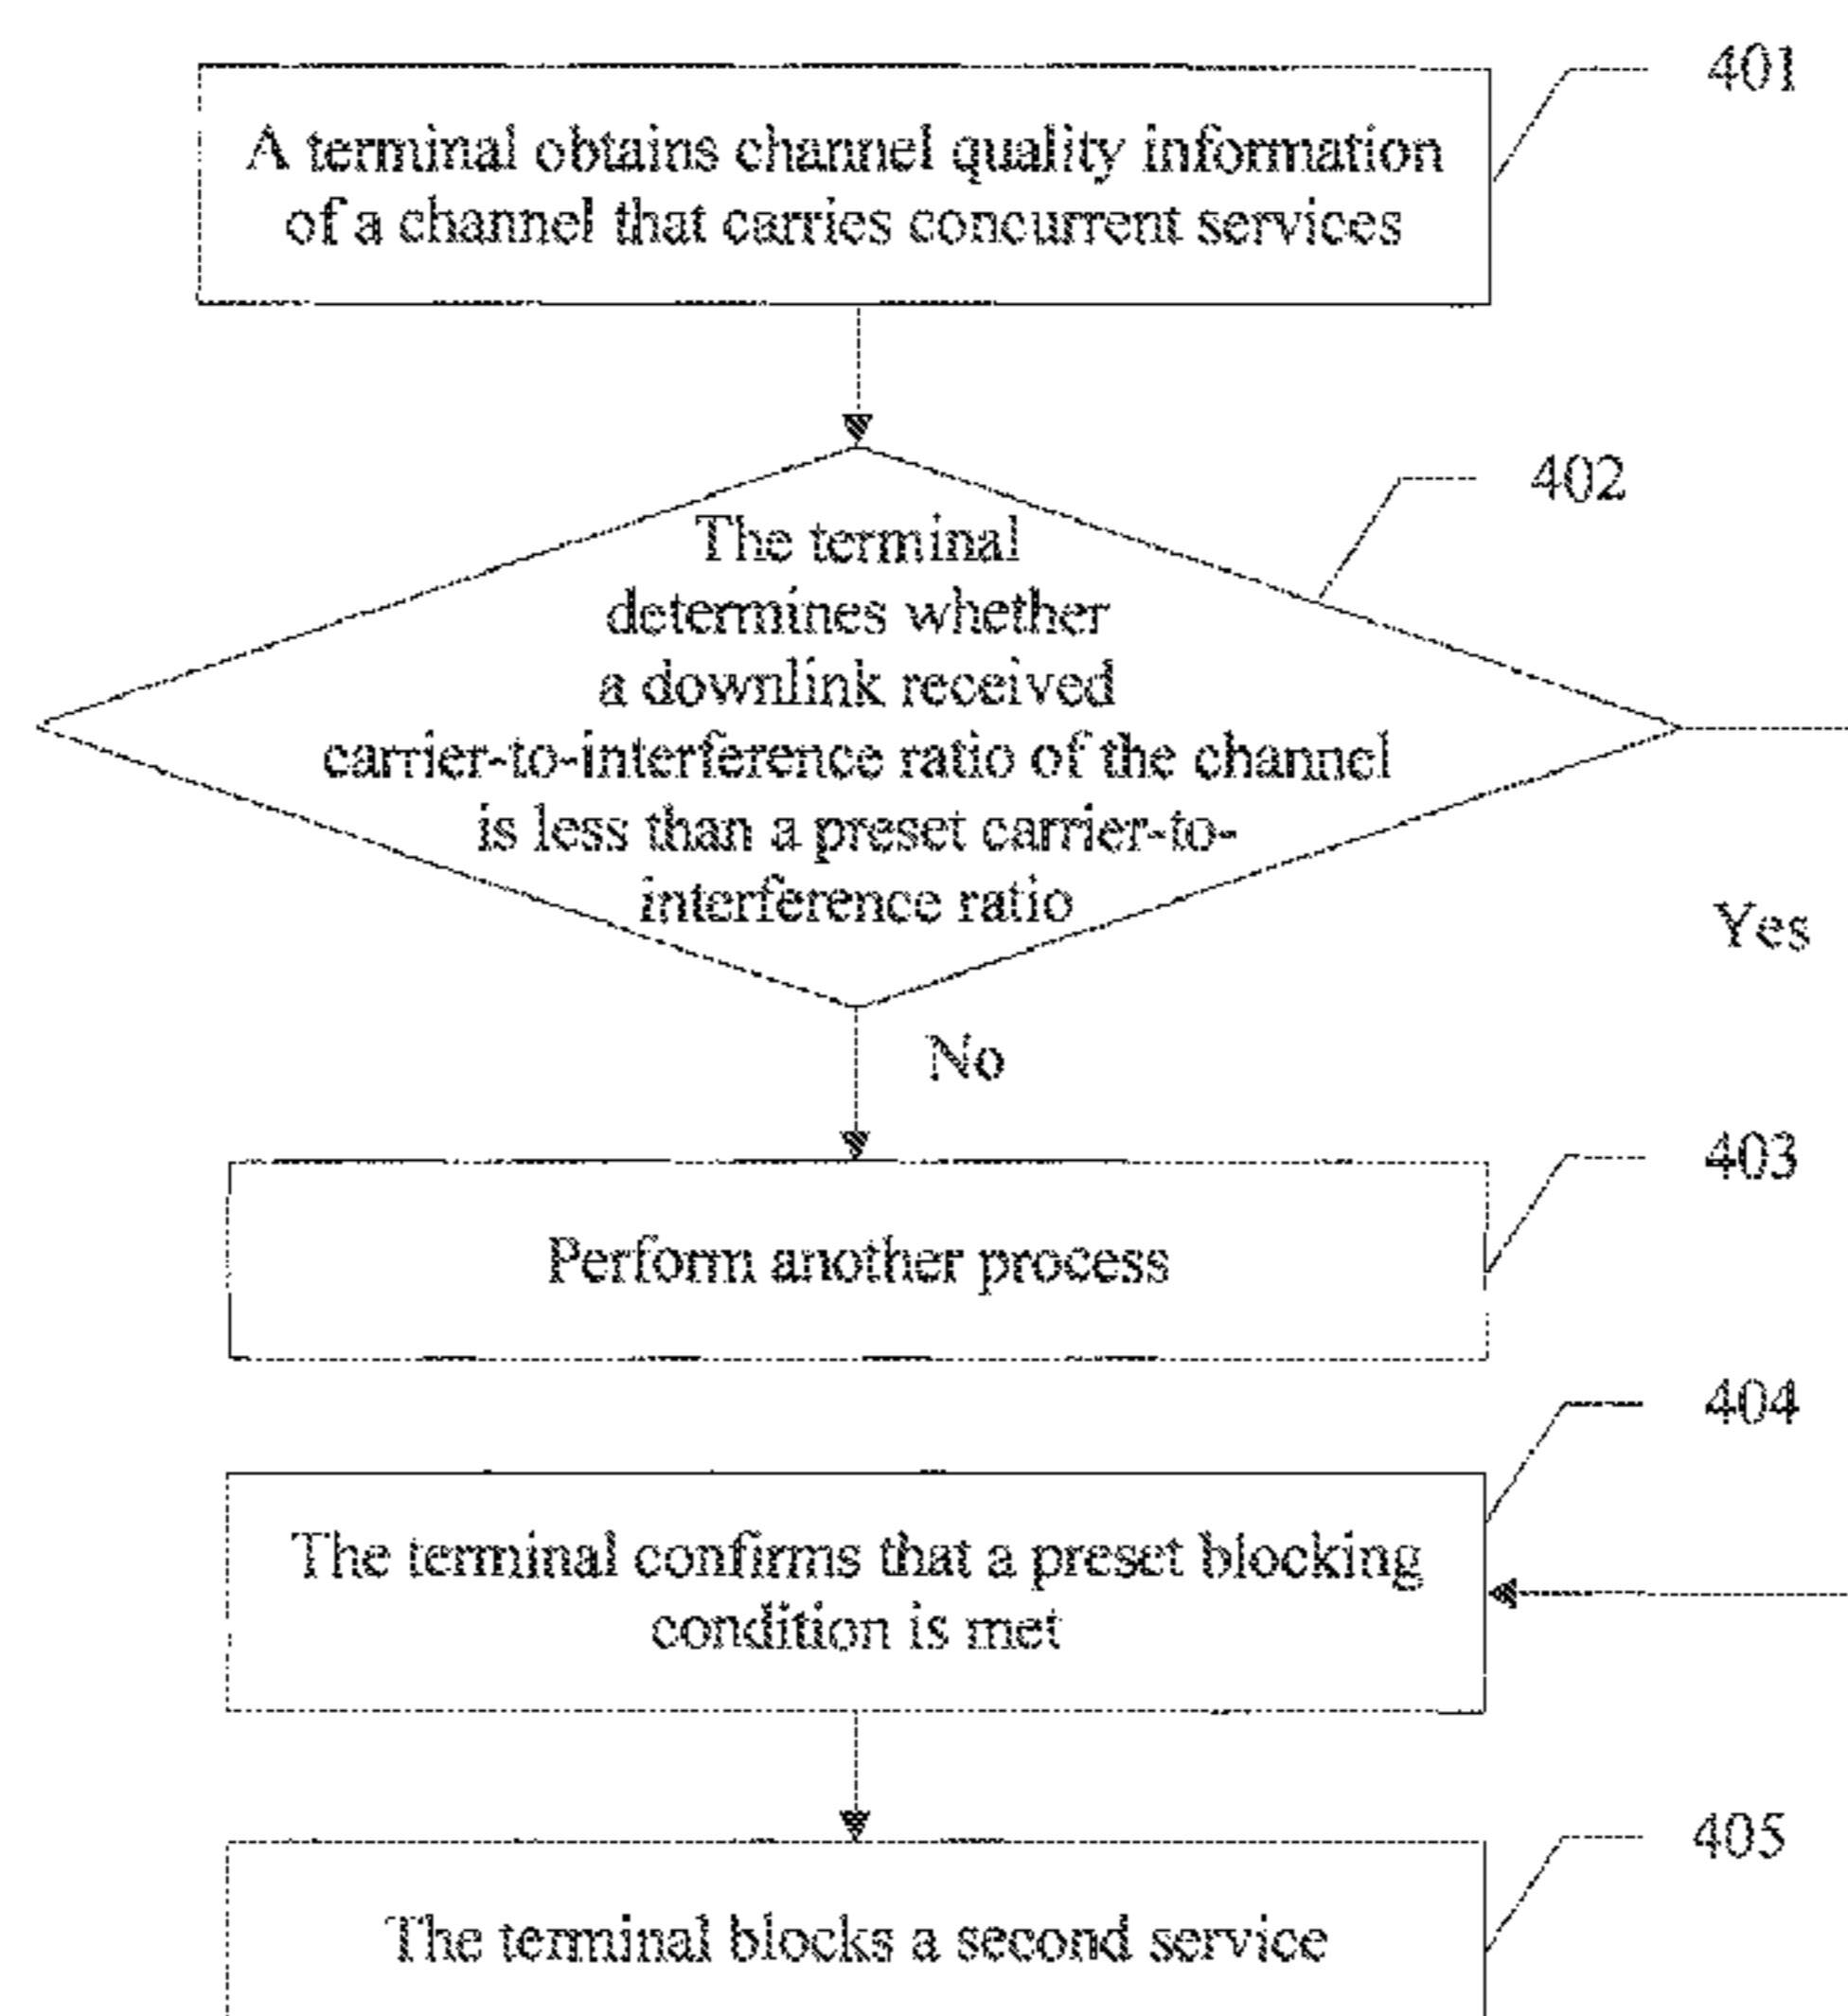 401
A terminal obtains channel quality information
of a channel that carries concurrent services
402
The terminal
determines whether
a downlink received
carrier-to-interference ratio of the channel
is less than a preset carrier-to-
interference ratio
Yes
No
403
Perform another process
404
The terminal confirms that a preset blocking
condition is met
405
The terminal blocks a second service